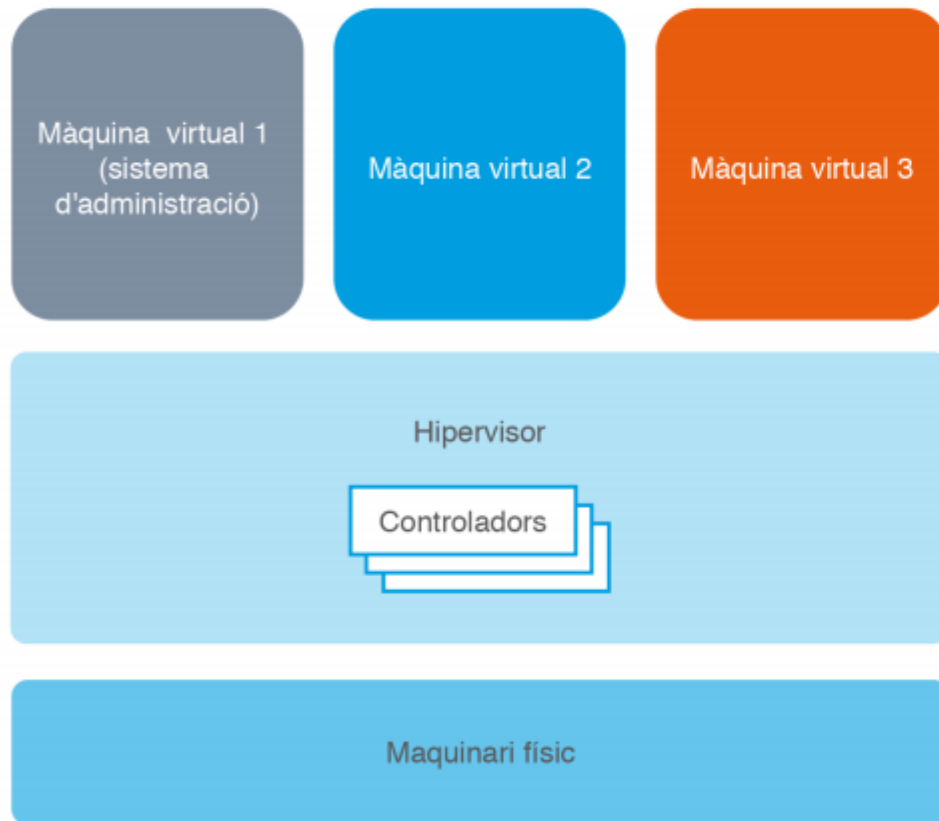 Màquina virtual 1
(sistema
d'administració)
Màquina virtual 2
Màquina virtual 3
Hipervisor
Controladors
Maquinari físic